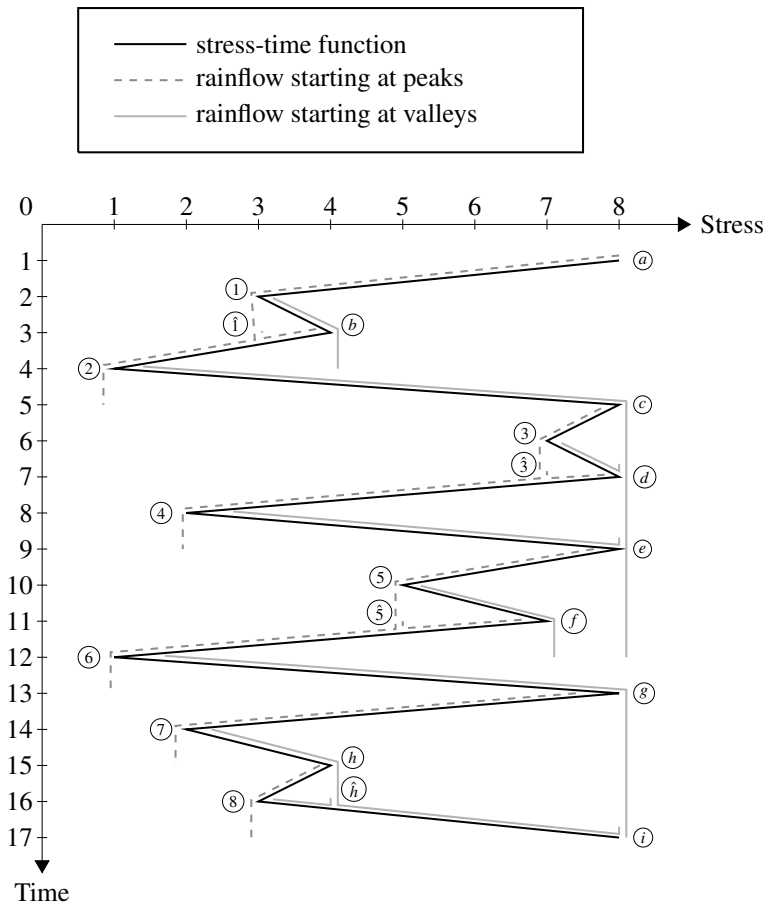 stress-time function
rainflow starting at peaks
rainflow starting at valleys
0 1 2 3 4 5 6 7 8 Stress
1 a
2 1
3 1̂ b
4 2
5 c
6 3
7 3̂ d
8 4
9 e
10 5
11 5̂ f
12 6
13 g
14 7
15 h
16 8 ĥ
17 i
Time